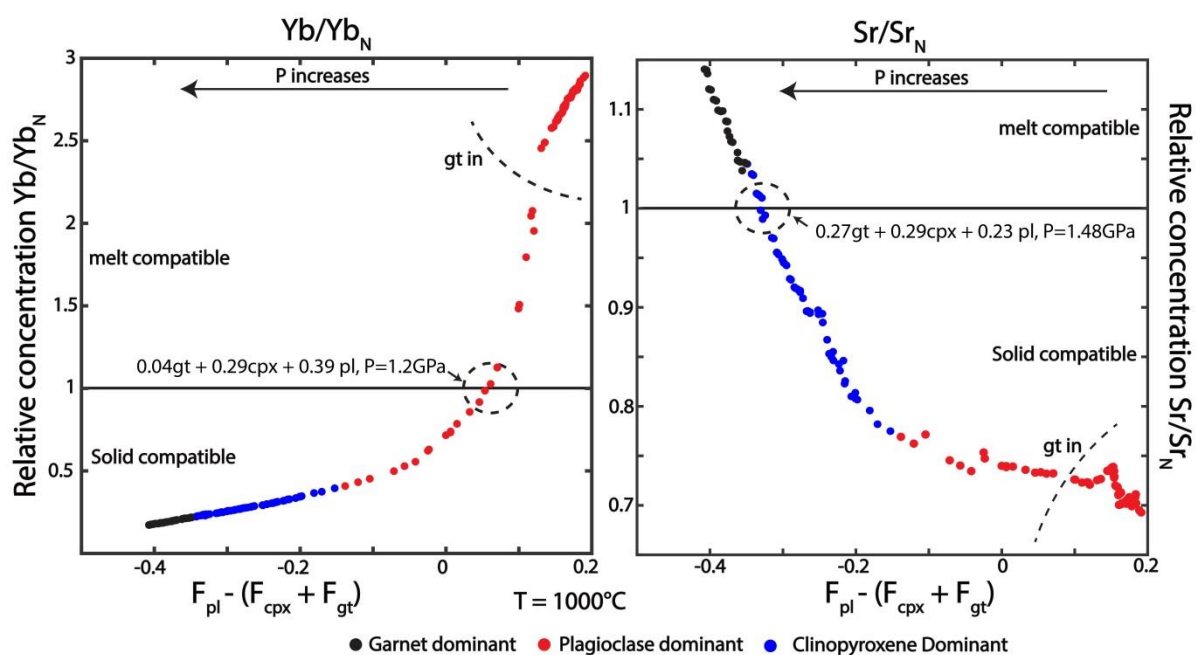 Yb/Yb_N
Relative concentration Yb/Yb_N
3
2.5
2
1.5
1
0.5
P increases
gt in
melt compatible
0.04gt + 0.29cpx + 0.39 pl, P=1.2GPa
Solid compatible
-0.4
-0.2
0
0.2
F_pl - (F_cpx + F_gt)
T = 1000°C
Sr/Sr_N
1.1
1
0.9
0.8
0.7
P increases
melt compatible
0.27gt + 0.29cpx + 0.23 pl, P=1.48GPa
Solid compatible
gt in
Relative concentration Sr/Sr_N
-0.4
-0.2
0
0.2
F_pl - (F_cpx + F_gt)
Garnet dominant
Plagioclase dominant
Clinopyroxene Dominant